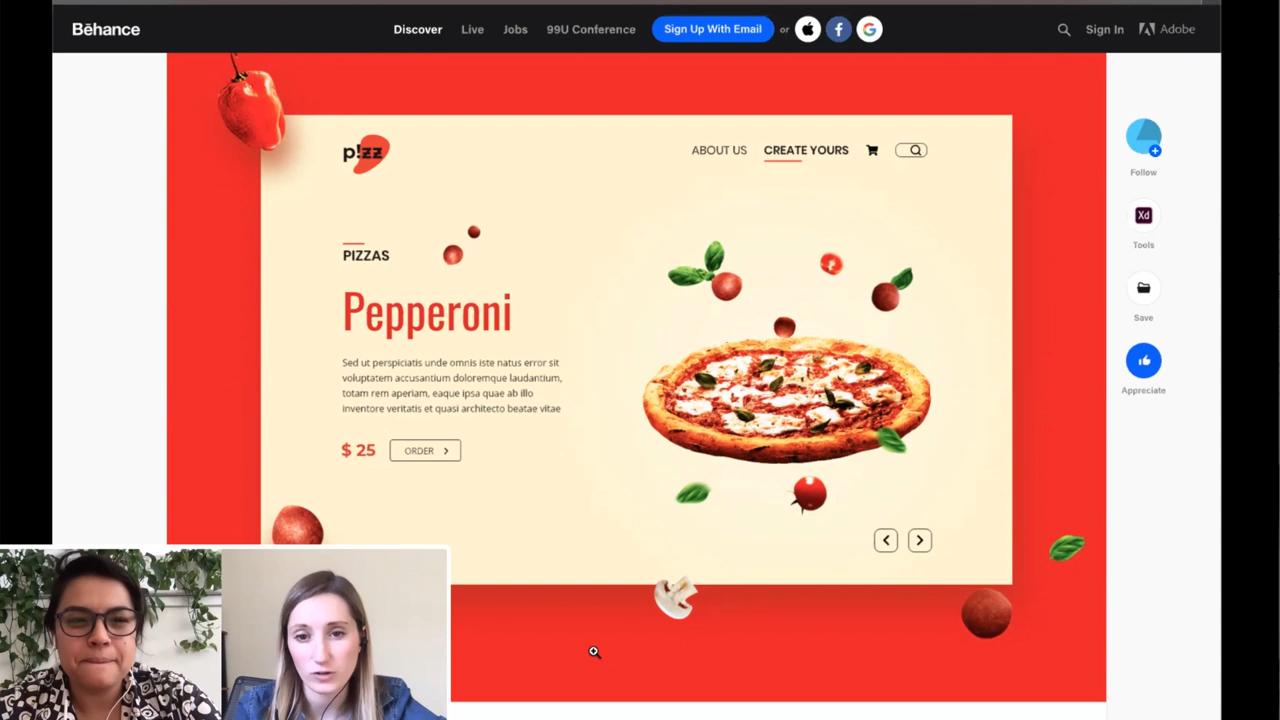 Bēhance
Discover
Live
Jobs
99U Conference
Sign Up With Email
or
Sign In
Adobe
p!zz
ABOUT US
CREATE YOURS
PIZZAS
Pepperoni
Sed ut perspiciatis unde omnis iste natus error sit
voluptatem accusantium doloremque laudantium,
totam rem aperiam, eaque ipsa quae ab illo
inventore veritatis et quasi architecto beatae vitae
$ 25
ORDER
Follow
Xd
Tools
Save
Appreciate